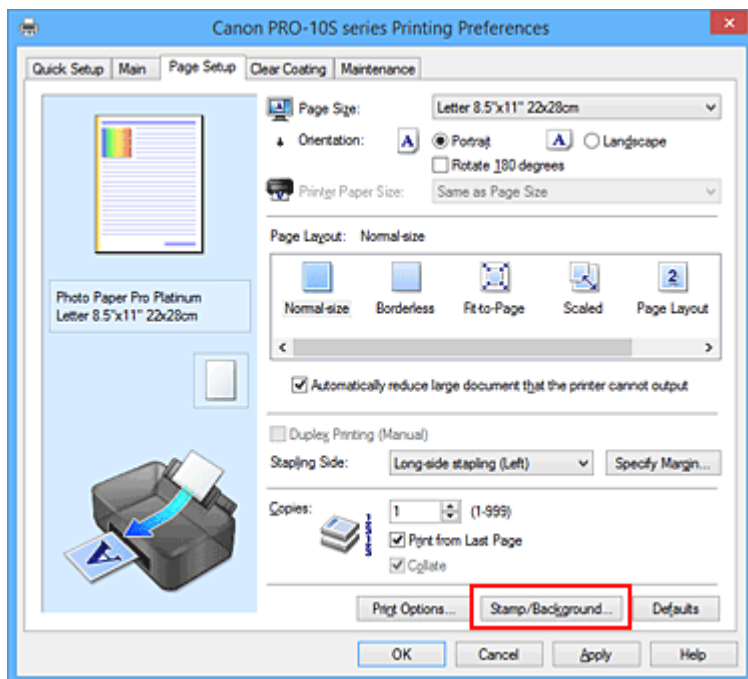 Canon PRO-10S series Printing Preferences
Quick Setup Main Page Setup Clear Coating Maintenance
Page Size: Letter 8.5"x11" 22x28cm
Orientation: A Portrait A Landscape
Rotate 180 degrees
Printer Paper Size: Same as Page Size
Page Layout: Normal-size
2
Normal-size Borderless Fit-to-Page Scaled Page Layout
Photo Paper Pro Platinum
Letter 8.5"x11" 22x28cm
Automatically reduce large document that the printer cannot output
Duplex Printing (Manual)
Stapling Side: Long-side stapling (Left) Specify Margin...
Copies: 1 (1-999)
Print from Last Page
Collate
A
Print Options... Stamp/Background... Defaults
OK Cancel Apply Help